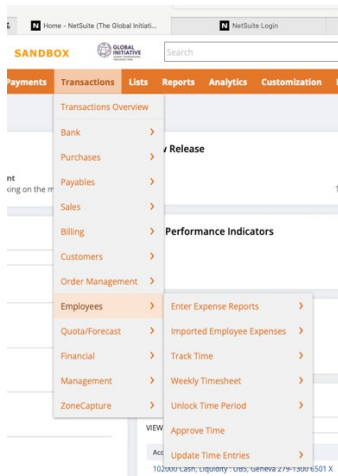 Home - NetSuite (The Global Initiati...
NetSuite Login
SANDBOX
GLOBAL
INITIATIVE
Search
Payments Transactions Lists Reports Analytics Customization
Transactions Overview
Bank
Purchases
Payables
Sales
Billing
Customers
Order Management
Employees
Quota/Forecast
Financial
Management
ZoneCapture
Release
Performance Indicators
Enter Expense Reports
Imported Employee Expenses
Track Time
Weekly Timesheet
Unlock Time Period
Approve Time
Update Time Entries
VIEW
102000 Cash, Liquidity : UBS, Geneva 279-1300 6501 X